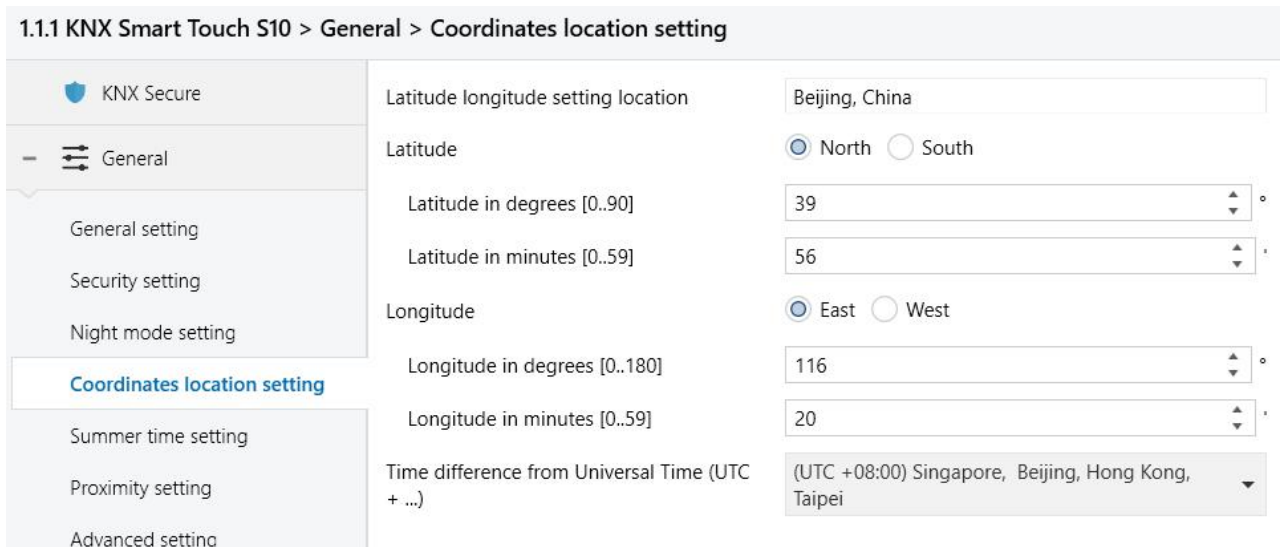 1.1.1 KNX Smart Touch S10 > General > Coordinates location setting
KNX Secure
General
General setting
Security setting
Night mode setting
Coordinates location setting
Summer time setting
Proximity setting
Advanced setting
Latitude longitude setting location
Beijing, China
Latitude
North
South
Latitude in degrees [0..90]
39
°
Latitude in minutes [0..59]
56
'
Longitude
East
West
Longitude in degrees [0..180]
116
°
Longitude in minutes [0..59]
20
'
Time difference from Universal Time (UTC
+ ...)
(UTC +08:00) Singapore, Beijing, Hong Kong,
Taipei